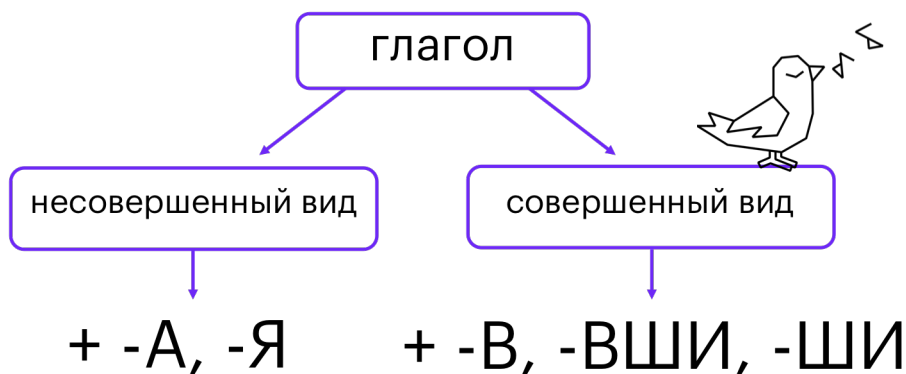 глагол
несовершенный вид
совершенный вид
+ -А, -Я
+ -В, -ВШИ, -ШИ